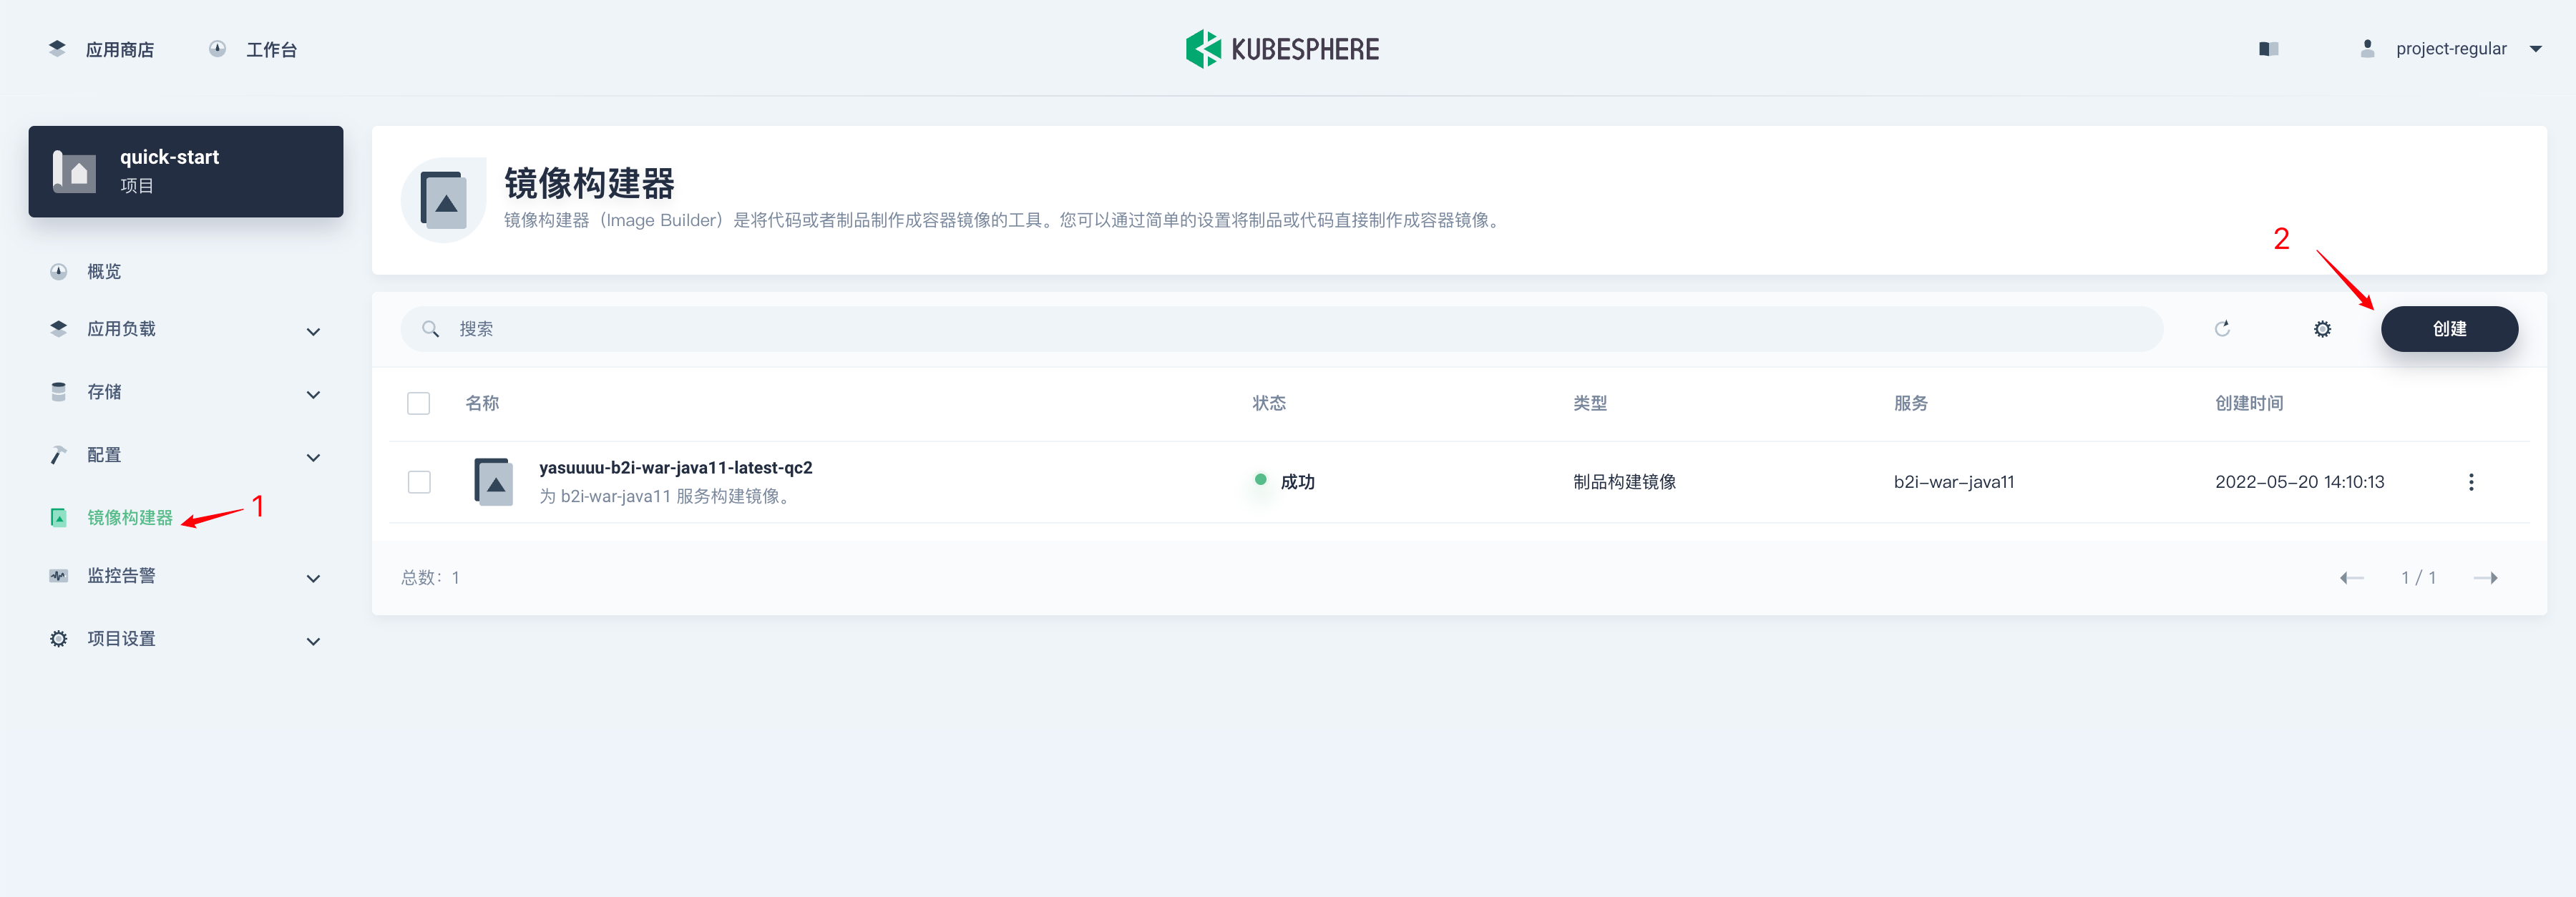 应用商店
工作台
KUBESPHERE
project-regular
quick-start
项目
概览
应用负载
存储
配置
镜像构建器
1
监控告警
项目设置
镜像构建器
镜像构建器（Image Builder）是将代码或者制品制作成容器镜像的工具。您可以通过简单的设置将制品或代码直接制作成容器镜像。
2
搜索
创建
名称 状态 类型 服务 创建时间
yasuuuu-b2i-war-java11-latest-qc2
为 b2i-war-java11 服务构建镜像。
成功 制品构建镜像 b2i-war-java11 2022-05-20 14:10:13
总数：1
1 / 1